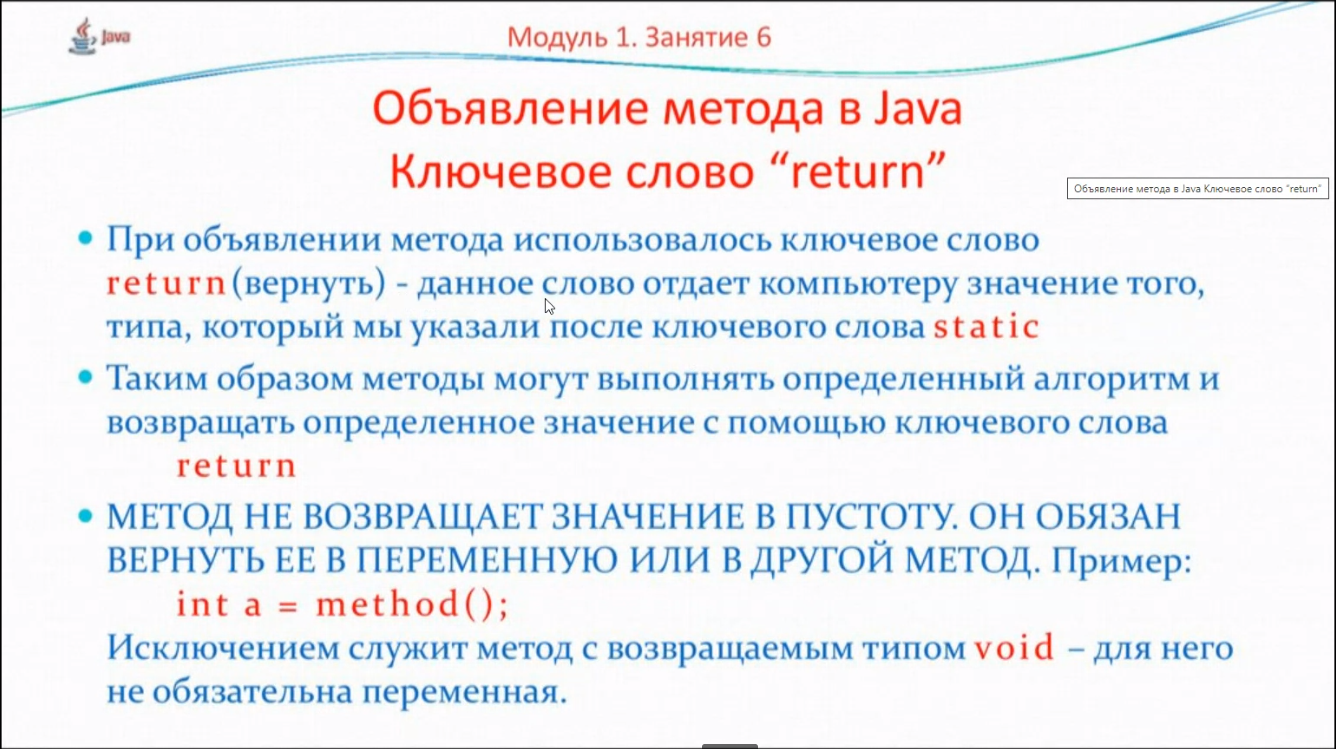 Java
Модуль 1. Занятие 6
Объявление метода в Java
Ключевое слово “return”
Объявление метода в Java Ключевое слово “return”
• При объявлении метода использовалось ключевое слово
return(вернуть) - данное слово отдает компьютеру значение того,
типа, который мы указали после ключевого слова static
• Таким образом методы могут выполнять определенный алгоритм и
возвращать определенное значение с помощью ключевого слова
return
• МЕТОД НЕ ВОЗВРАЩАЕТ ЗНАЧЕНИЕ В ПУСТОТУ. ОН ОБЯЗАН
ВЕРНУТЬ ЕЕ В ПЕРЕМЕННУЮ ИЛИ В ДРУГОЙ МЕТОД. Пример:
int a = method();
Исключением служит метод с возвращаемым типом void – для него
не обязательна переменная.